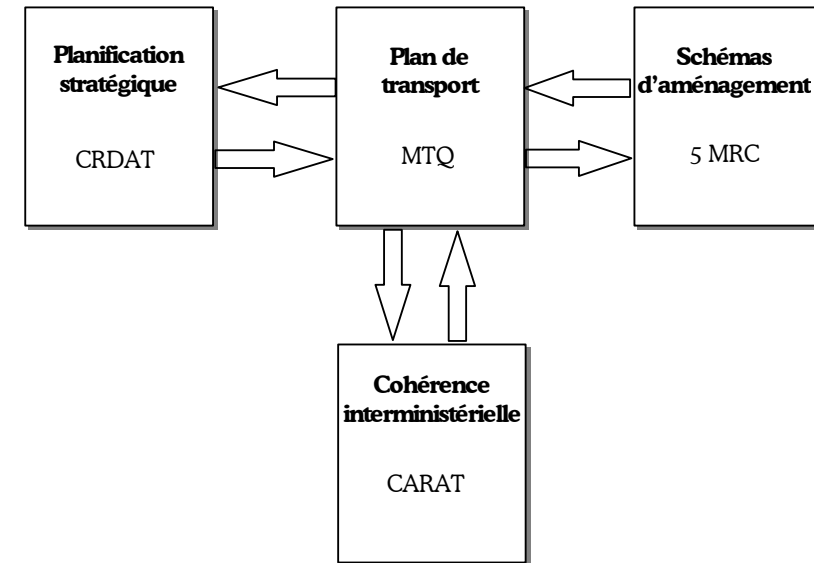 Planification
stratégique
CRDAT
Plan de
transport
MTQ
Schémas
d'aménagement
5 MRC
Cohérence
interministérielle
CARAT